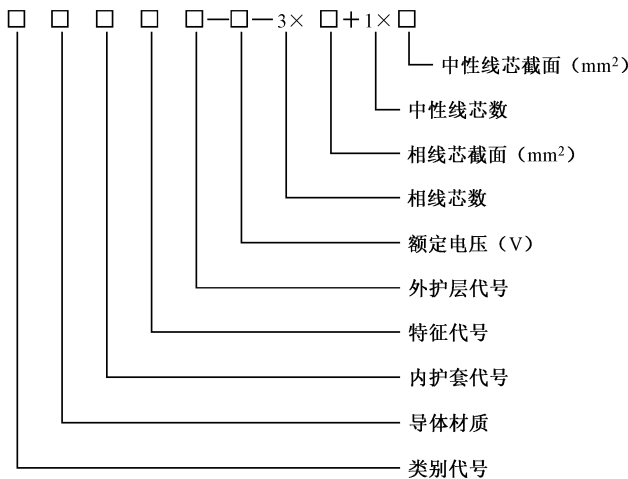 □ □ □ □ □—□—3× □+1×□
中性线芯截面（mm²）
中性线芯数
相线芯截面（mm²）
相线芯数
额定电压（V）
外护层代号
特征代号
内护套代号
导体材质
类别代号